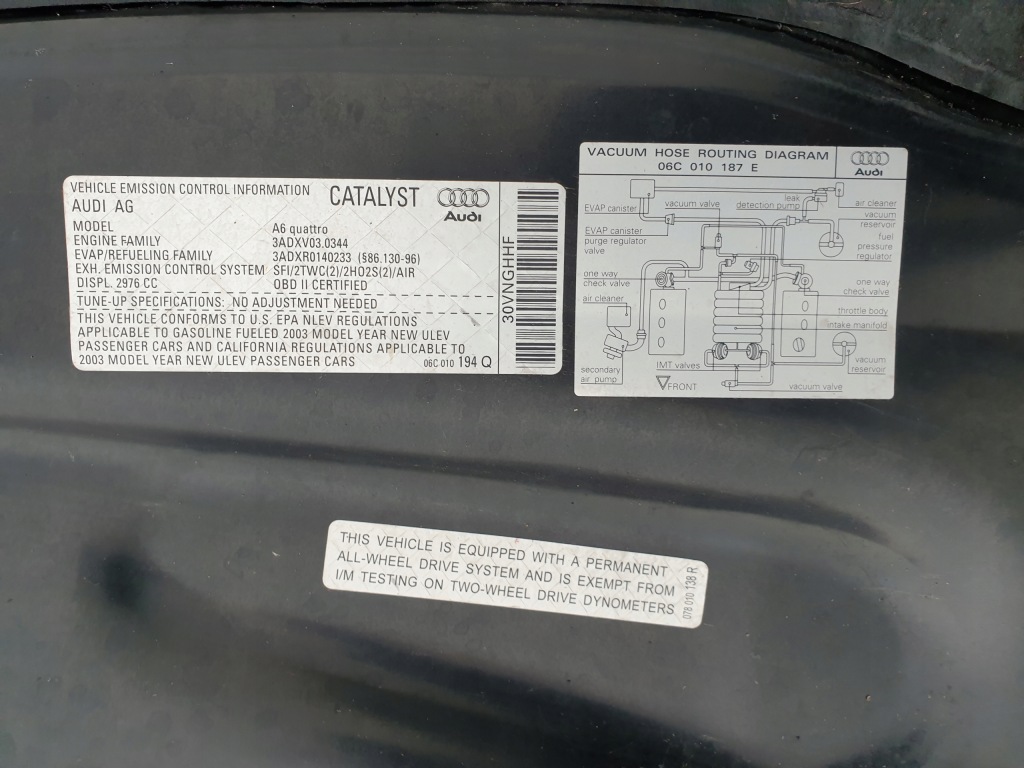 VEHICLE EMISSION CONTROL INFORMATION
AUDI AG
CATALYST
Audi
MODEL A6 quattro
ENGINE FAMILY 3ADXV03.0344
EVAP/REFUELING FAMILY 3ADXR0140233 (586.130-96)
EXH. EMISSION CONTROL SYSTEM SFI/2TWC(2)/2HO2S(2)/AIR
DISPL. 2976 CC OBD II CERTIFIED
TUNE-UP SPECIFICATIONS: NO ADJUSTMENT NEEDED
THIS VEHICLE CONFORMS TO U.S. EPA NLEV REGULATIONS
APPLICABLE TO GASOLINE FUELED 2003 MODEL YEAR NEW ULEV
PASSENGER CARS AND CALIFORNIA REGULATIONS APPLICABLE TO
2003 MODEL YEAR NEW ULEV PASSENGER CARS
06C 010 194 Q
30VNGHHF
VACUUM HOSE ROUTING DIAGRAM
06C 010 187 E
Audi
EVAP canister
vacuum valve
leak
detection pump
air cleaner
vacuum
reservoir
EVAP canister
purge regulator
valve
fuel
pressure
regulator
one way
check valve
one way
check valve
air cleaner
throttle body
intake manifold
secondary
air pump
IMT valves
FRONT
vacuum valve
vacuum
reservoir
THIS VEHICLE IS EQUIPPED WITH A PERMANENT
ALL-WHEEL DRIVE SYSTEM AND IS EXEMPT FROM
I/M TESTING ON TWO-WHEEL DRIVE DYNOMETERS
078 010 138 R